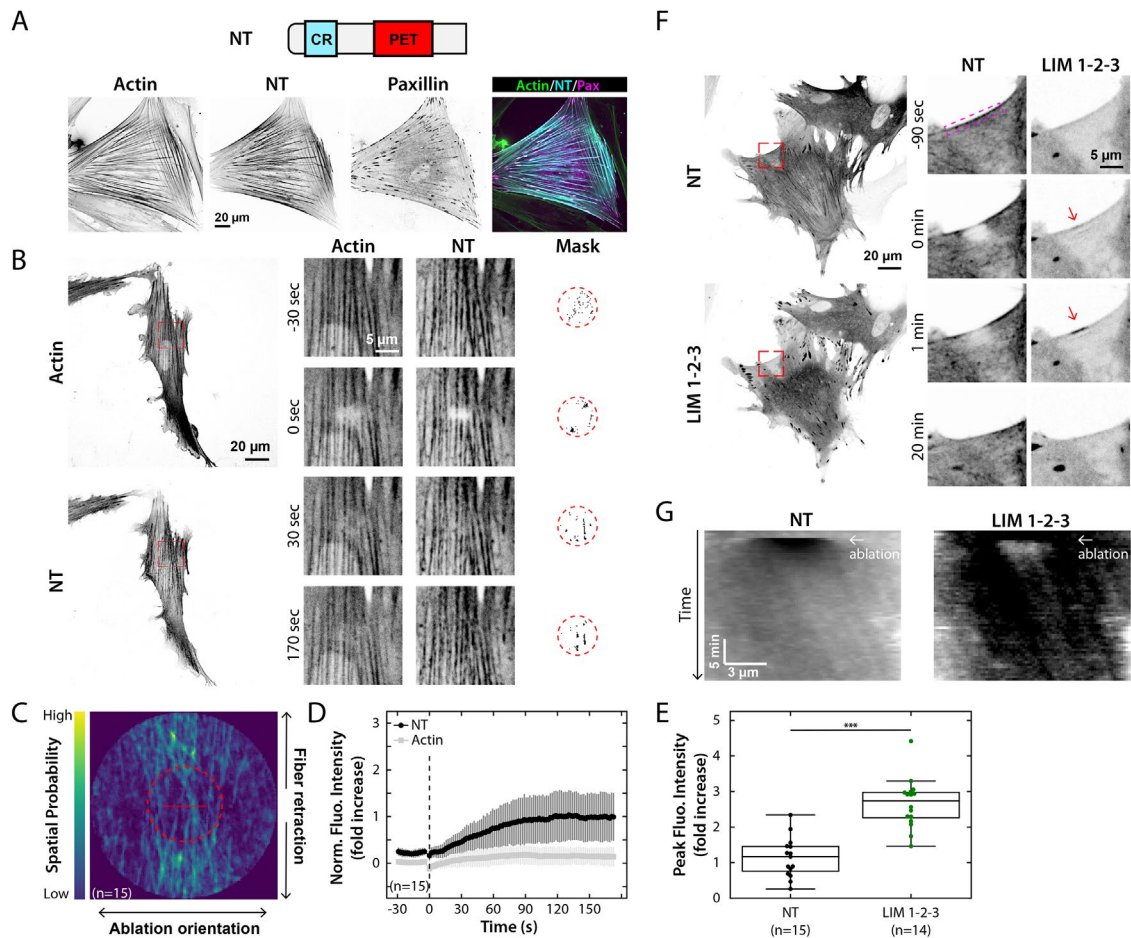 A
NT
CR
PET
Actin
NT
Paxillin
Actin/NT/Pax
20 µm
B
Actin
NT
Mask
Actin
20 µm
NT
-30 sec
5 µm
0 sec
30 sec
170 sec
C
High
Spatial Probability
Low
(n=15)
Fiber retraction
Ablation orientation
D
Norm. Fluo. Intensity
(fold increase)
3
2
1
0
NT
Actin
(n=15)
-30
0
30
60
90
120
150
Time (s)
F
NT
20 µm
LIM 1-2-3
NT
LIM 1-2-3
-90 sec
5 µm
0 min
1 min
20 min
G
NT
LIM 1-2-3
Time
ablation
5 min
3 µm
ablation
E
Peak Fluo. Intensity
(fold increase)
5
4
3
2
1
0
***
NT
(n=15)
LIM 1-2-3
(n=14)